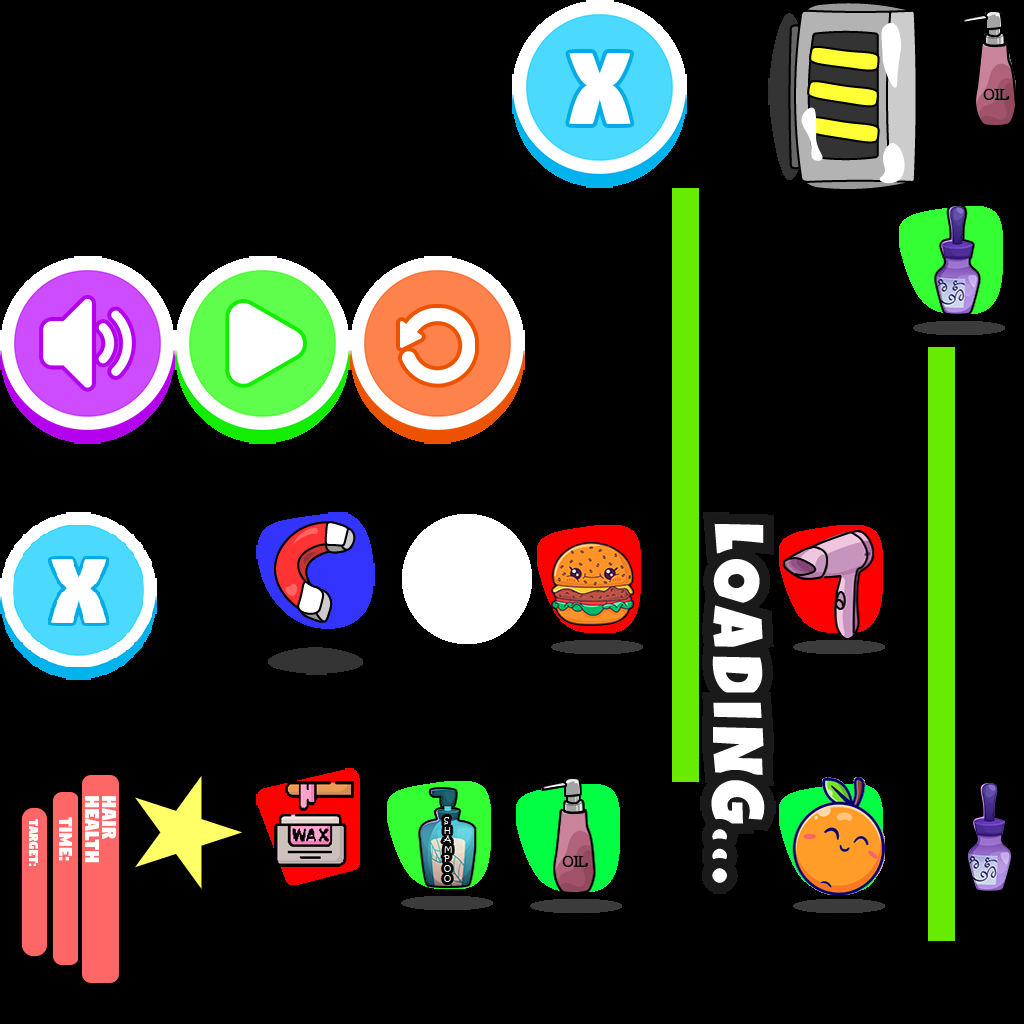 X
OIL
X
LOADING...
HAIR
HEALTH
TIME:
TARGET:
WAX
SHAMPOO
OIL